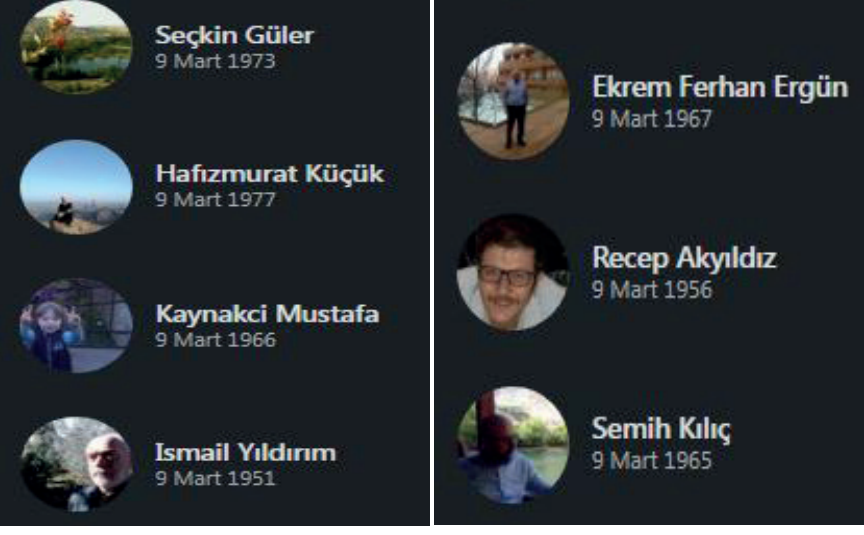 Seçkin Güler
9 Mart 1973
Hafızmurat Küçük
9 Mart 1977
Kaynakci Mustafa
9 Mart 1966
Ismail Yıldırım
9 Mart 1951
Ekrem Ferhan Ergün
9 Mart 1967
Recep Akyıldız
9 Mart 1956
Semih Kılıç
9 Mart 1965